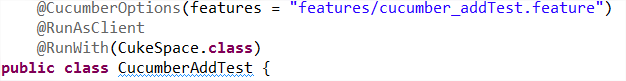 @CucumberOptions(features = "features/cucumber_addTest.feature")
@RunAsClient
@RunWith(CukeSpace.class)
public class CucumberAddTest {